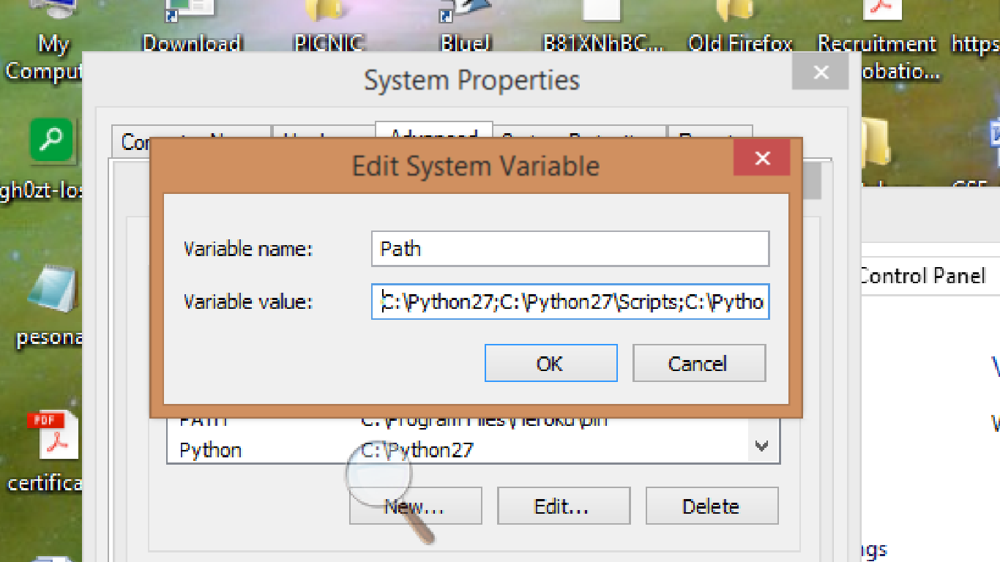 My
Download
PICNIC
BlueJ
B81XNhBC...
Old Firefox
Recruitment
https
Comput
obatio...
System Properties
Advanced
gh0zt-los
Edit System Variable
Variable name:
Path
Control Panel
Variable value:
C:\Python27;C:\Python27\Scripts;C:\Pytho
pesona
OK
Cancel
PATH
C:\Program Files\Heroku\bin
Python
C:\Python27
PDF
certifica
New...
Edit...
Delete
ngs